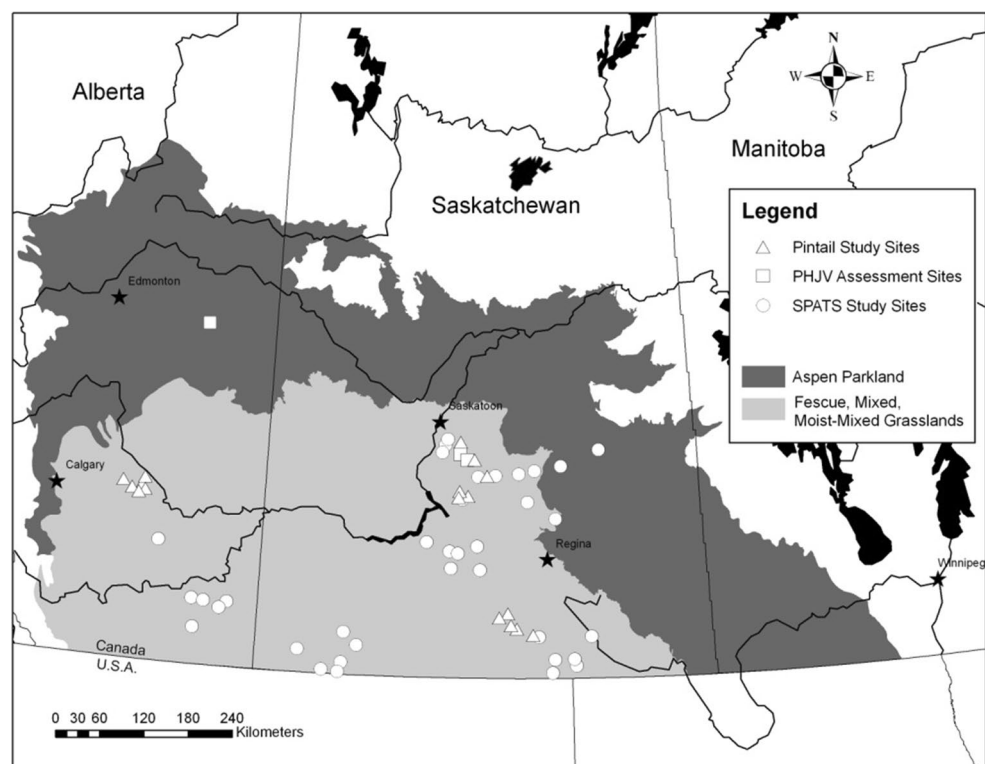 N
W
E
S
Alberta
Manitoba
Saskatchewan
Legend
Pintail Study Sites
PHJV Assessment Sites
SPATS Study Sites
Aspen Parkland
Fescue, Mixed,
Moist-Mixed Grasslands
Edmonton
Saskatoon
Calgary
Regina
Winnipeg
Canada
U.S.A.
0 30 60 120 180 240
Kilometers